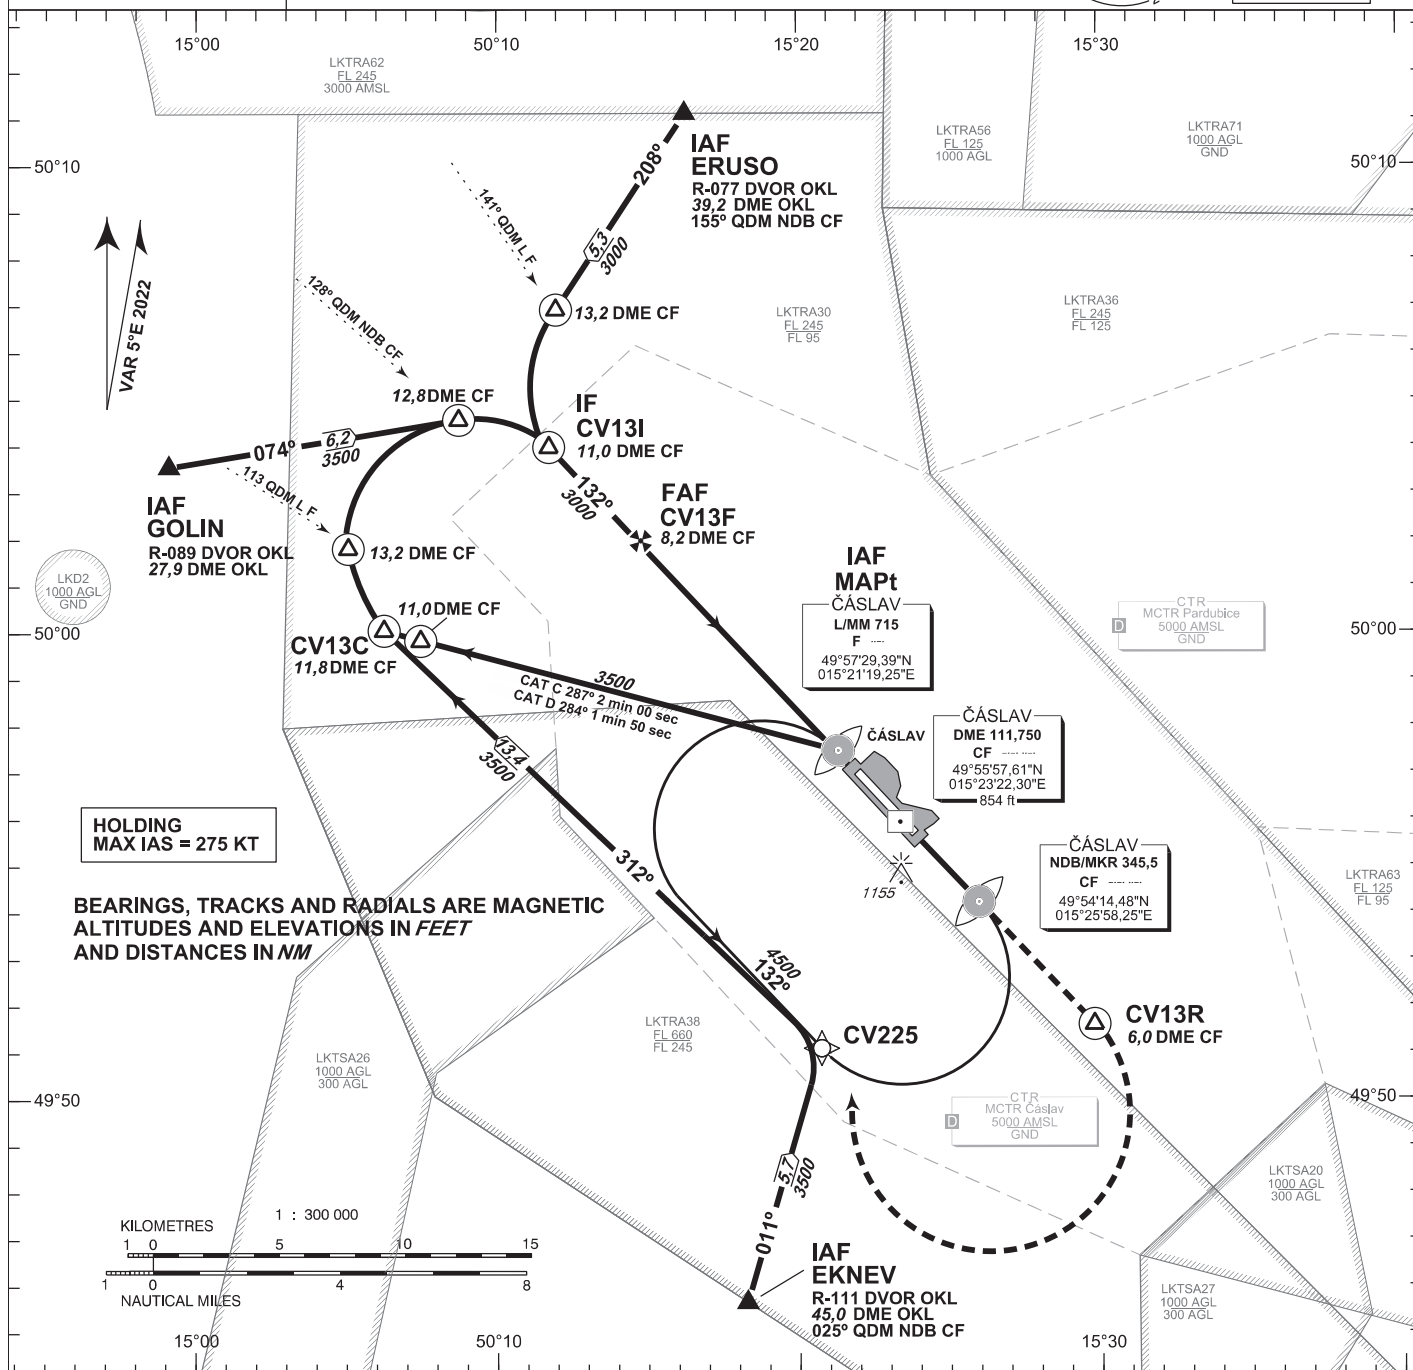 15°00
50°10
15°20
15°30
LKTRA62
FL 245
3000 AMSL
LKTRA56
FL 125
1000 AGL
LKTRA71
1000 AGL
GND
50°10
50°10
IAF
ERUSO
R-077 DVOR OKL
39,2 DME OKL
155° QDM NDB CF
208°
5,3
3000
141° QDM L F
VAR 5°E 2022
128° QDM NDB CF
13,2 DME CF
LKTRA30
FL 245
FL 95
LKTRA36
FL 245
FL 125
12,8 DME CF
IF
CV13I
11,0 DME CF
074°
6,2
3500
113 QDM L F
IAF
GOLIN
R-089 DVOR OKL
27,9 DME OKL
132°
3000
FAF
CV13F
8,2 DME CF
13,2 DME CF
IAF
MAPt
LKD2
1000 AGL
GND
ČÁSLAV
L/MM 715
F ··–·
49°57'29,39"N
015°21'19,25"E
CTR
MCTR Pardubice
D
5000 AMSL
GND
11,0 DME CF
50°00
50°00
CV13C
11,8 DME CF
3500
CAT C 287° 2 min 00 sec
CAT D 284° 1 min 50 sec
ČÁSLAV
ČÁSLAV
DME 111,750
CF –·–· ··–·
49°55'57,61"N
015°23'22,30"E
854 ft
13,4
3500
HOLDING
MAX IAS = 275 KT
312°
1155
ČÁSLAV
NDB/MKR 345,5
CF –·–· ··–·
49°54'14,48"N
015°25'58,25"E
LKTRA63
FL 125
FL 95
BEARINGS, TRACKS AND RADIALS ARE MAGNETIC
ALTITUDES AND ELEVATIONS IN FEET
AND DISTANCES IN NM
4500
132°
CV225
CV13R
6,0 DME CF
LKTRA38
FL 660
FL 245
LKTSA26
1000 AGL
300 AGL
49°50
49°50
CTR
MCTR Čáslav
D
5000 AMSL
GND
5,7
3500
011°
LKTSA20
1000 AGL
300 AGL
1 : 300 000
KILOMETRES
1 0 5 10 15
1 0 4 8
NAUTICAL MILES
IAF
EKNEV
R-111 DVOR OKL
45,0 DME OKL
025° QDM NDB CF
LKTSA27
1000 AGL
300 AGL
15°00
50°10
15°30